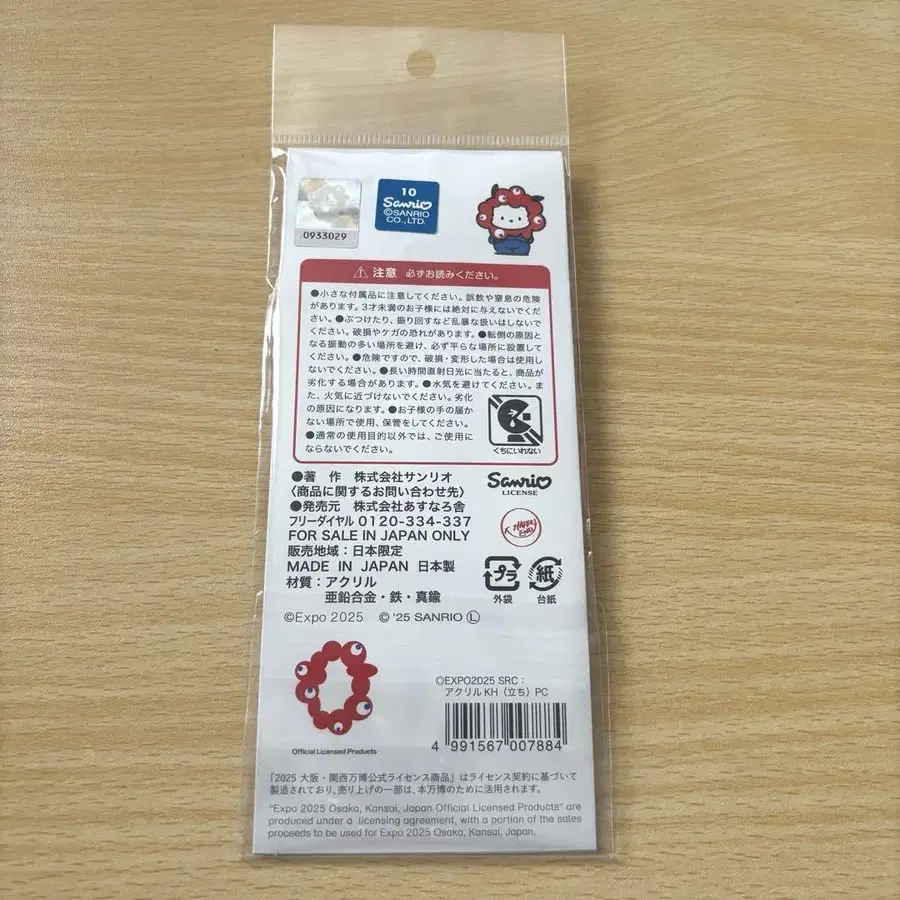 0933029
10
Sanrio
©SANRIO
CO.,LTD.
注意 必ずお読みください。
●小さな付属品に注意してください。誤飲や窒息の危険
があります。3才未満のお子様には絶対に与えないでくだ
さい。●ぶつけたり、振り回すなど乱暴な扱いはしないで
ください。破損やケガの恐れがあります。●転倒の原因と
なる振動の多い場所を避け、必ず平らな場所に設置して
ください。●危険ですので、破損・変形した場合は使用し
ないでください。●長い時間直射日光に当たると、商品が
劣化する場合があります。●水気を避けてください。ま
た、火気に近づけないでください。劣化
の原因になります。●お子様の手の届か
ない場所で使用、保管をしてください。
●通常の使用目的以外では、ご使用に
ならないでください。
くちにいれない
●著 作 株式会社サンリオ
〈商品に関するお問い合わせ先〉
●発売元 株式会社あすなろ舎
フリーダイヤル 0120-334-337
FOR SALE IN JAPAN ONLY
販売地域：日本限定
MADE IN JAPAN 日本製
材質：アクリル
亜鉛合金・鉄・真鍮
©Expo 2025 © '25 SANRIO Ⓛ
Sanrio
LICENSE
プラ
外袋
紙
台紙
Official Licensed Products
©EXPO2025 SRC：
アクリルKH（立ち）PC
4 991567 007884
「2025 大阪・関西万博公式ライセンス商品」はライセンス契約に基づいて
製造されており、売り上げの一部は、本万博のために活用されます。
"Expo 2025 Osaka, Kansai, Japan Official Licensed Products" are
produced under a licensing agreement, with a portion of the sales
proceeds to be used for Expo 2025 Osaka, Kansai, Japan.